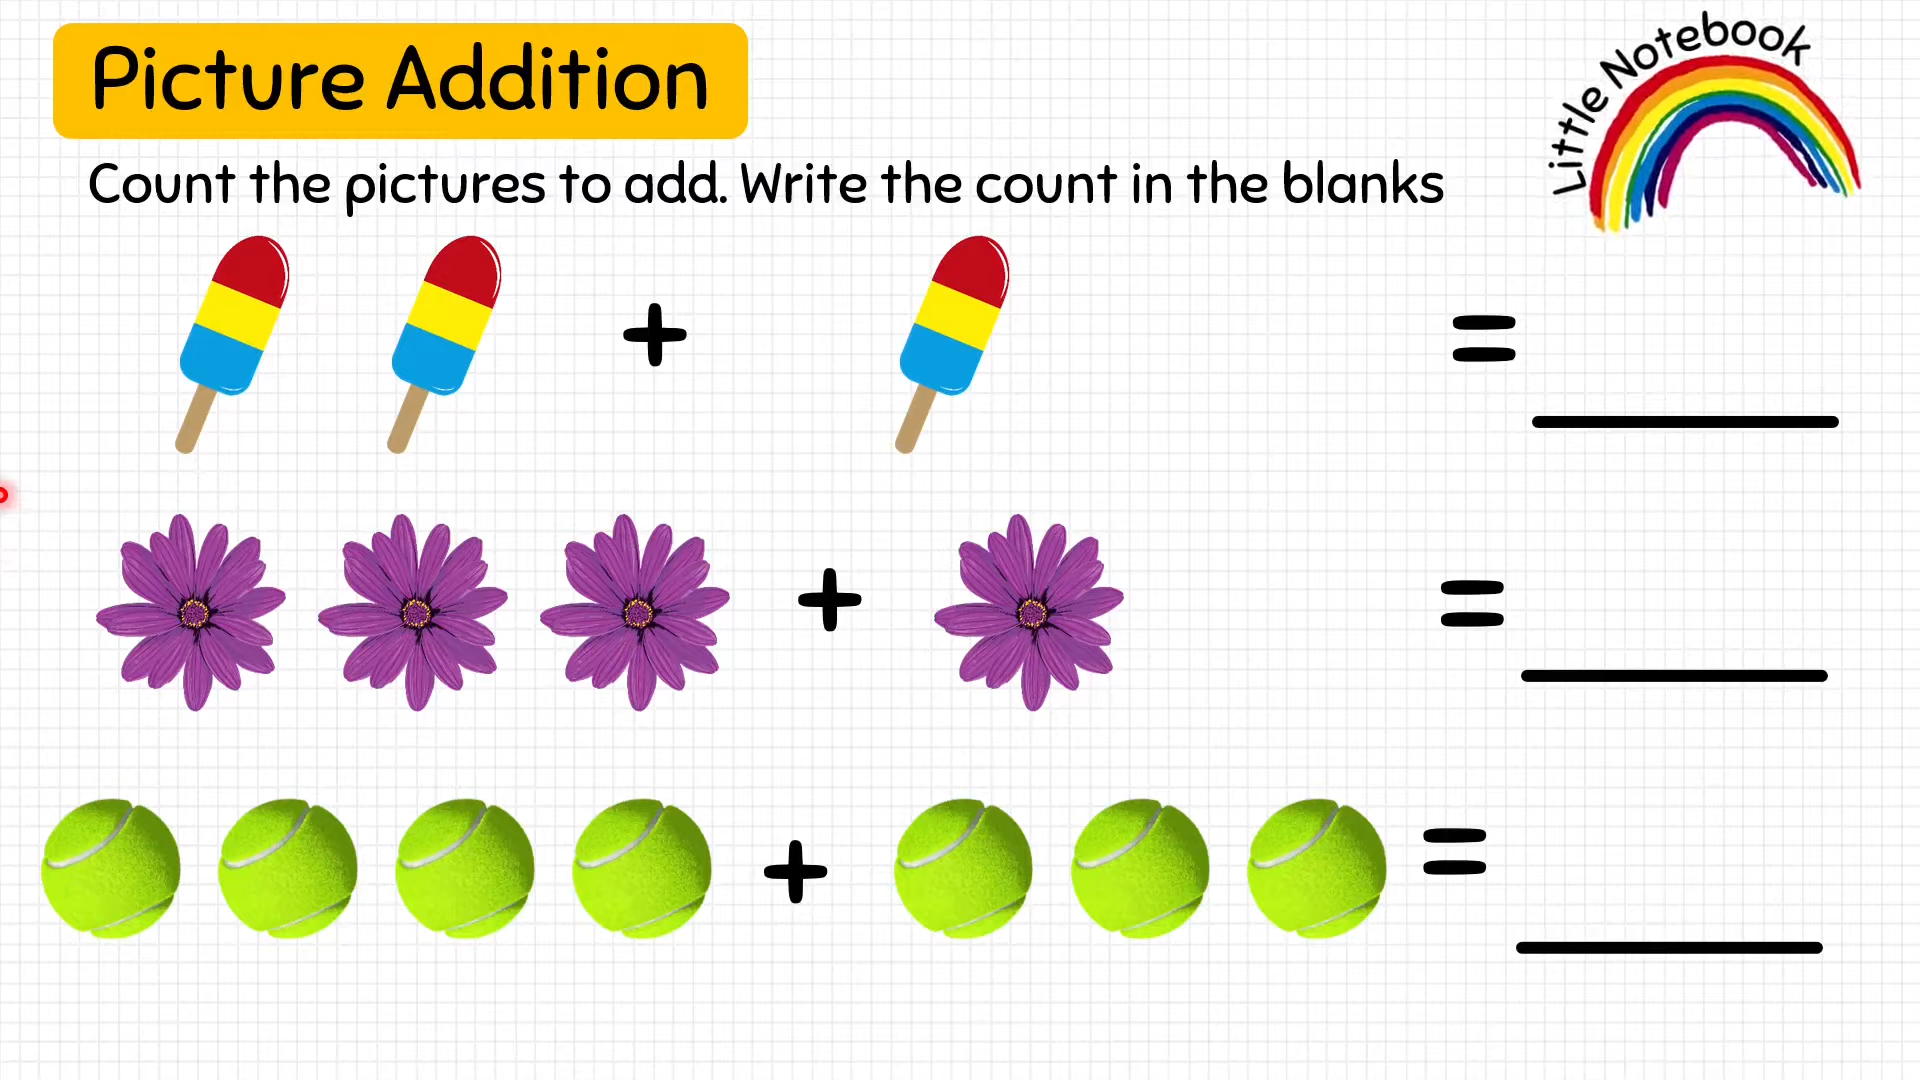 Picture Addition
Little Notebook
Count the pictures to add. Write the count in the blanks
+ =
+ =
+ =